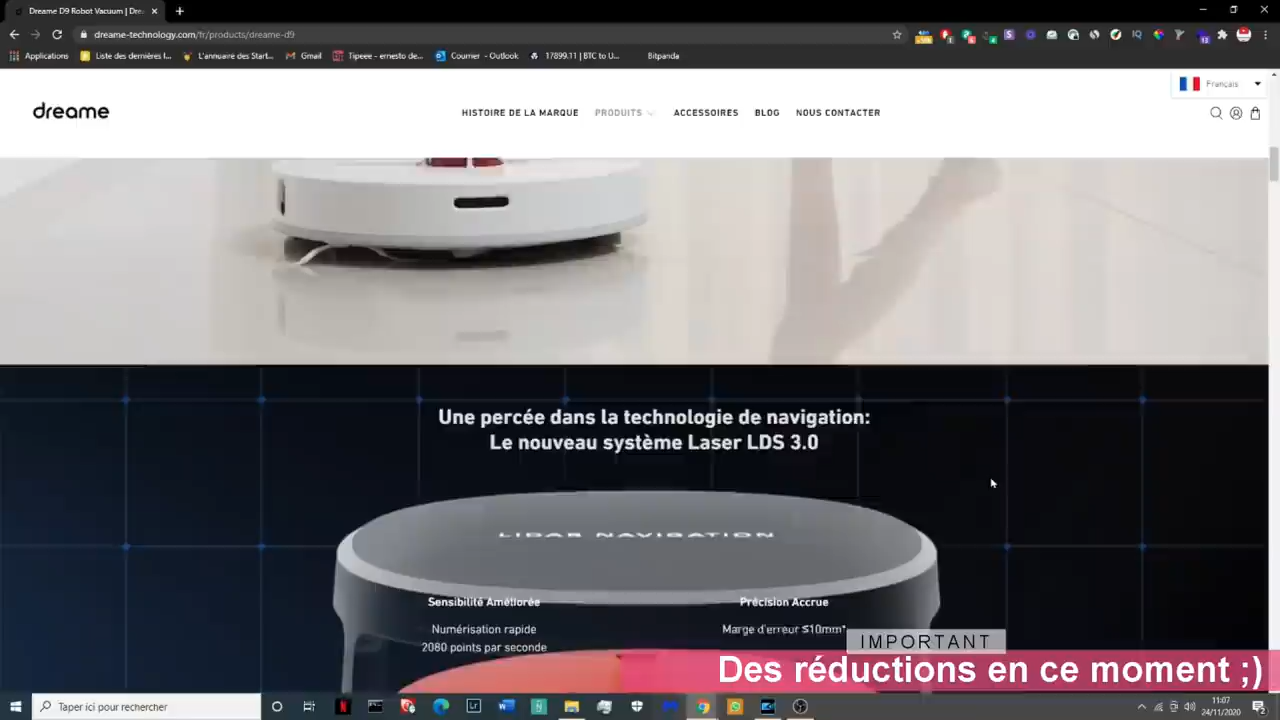 Dreame D9 Robot Vacuum | Dre
dreame-technology.com/fr/products/dreame-d9
Applications
Liste des dernières l...
L'annuaire des Start...
Gmail
Tipeee - ernesto de...
Courrier - Outlook
17899.11 | BTC to U...
Bitpanda
Français
dreame
HISTOIRE DE LA MARQUE
PRODUITS
ACCESSOIRES
BLOG
NOUS CONTACTER
Une percée dans la technologie de navigation:
Le nouveau système Laser LDS 3.0
LIDAR NAVIGATION
Sensibilité Améliorée
Précision Accrue
Numérisation rapide
Marge d'erreur ≤10mm*
2080 points par seconde
IMPORTANT
Des réductions en ce moment ;)
Taper ici pour rechercher
11:07
24/11/2020